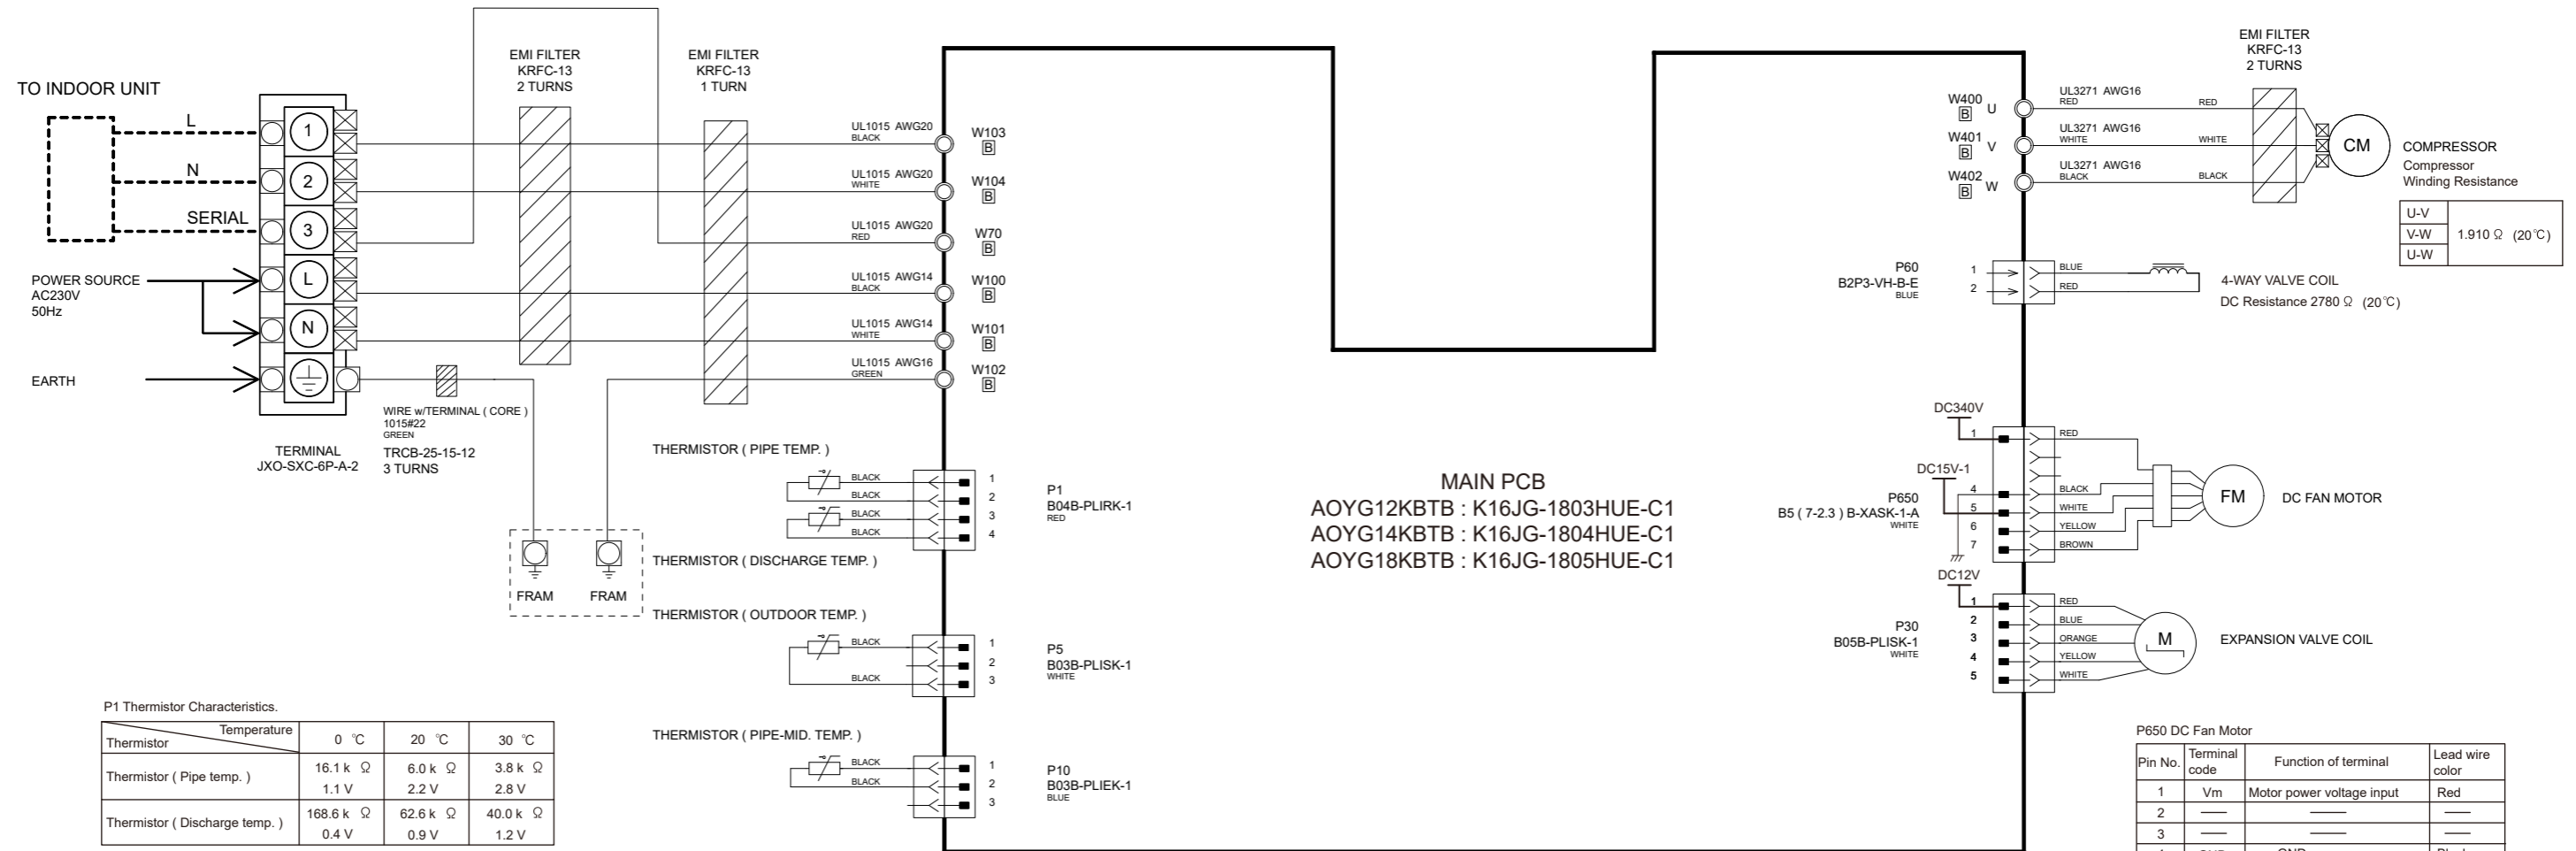 TO INDOOR UNIT
L
N
SERIAL
POWER SOURCE
AC230V
50Hz
EARTH
1
2
3
L
N
TERMINAL
JXO-SXC-6P-A-2
WIRE w/TERMINAL ( CORE )
1015#22
GREEN
TRCB-25-15-12
3 TURNS
EMI FILTER
KRFC-13
2 TURNS
EMI FILTER
KRFC-13
1 TURN
FRAM
FRAM
UL1015 AWG20
BLACK
W103
B
UL1015 AWG20
WHITE
W104
B
UL1015 AWG20
RED
W70
B
UL1015 AWG14
BLACK
W100
B
UL1015 AWG14
WHITE
W101
B
UL1015 AWG16
GREEN
W102
B
THERMISTOR ( PIPE TEMP. )
BLACK
BLACK
BLACK
BLACK
1
2
3
4
P1
B04B-PLIRK-1
RED
THERMISTOR ( DISCHARGE TEMP. )
THERMISTOR ( OUTDOOR TEMP. )
BLACK
BLACK
1
2
3
P5
B03B-PLISK-1
WHITE
THERMISTOR ( PIPE-MID. TEMP. )
BLACK
BLACK
1
2
3
P10
B03B-PLIEK-1
BLUE
MAIN PCB
AOYG12KBTB : K16JG-1803HUE-C1
AOYG14KBTB : K16JG-1804HUE-C1
AOYG18KBTB : K16JG-1805HUE-C1
EMI FILTER
KRFC-13
2 TURNS
W400 U
B
UL3271 AWG16
RED RED
W401 V
B
UL3271 AWG16
WHITE WHITE
W402 W
B
UL3271 AWG16
BLACK BLACK
CM
COMPRESSOR
Compressor
Winding Resistance
U-V
V-W 1.910 Ω (20℃)
U-W
P60
B2P3-VH-B-E
BLUE
1
2
BLUE
RED
4-WAY VALVE COIL
DC Resistance 2780 Ω (20℃)
DC340V
DC15V-1
P650
B5 ( 7-2.3 ) B-XASK-1-A
WHITE
1
4
5
6
7
RED
BLACK
WHITE
YELLOW
BROWN
FM
DC FAN MOTOR
DC12V
P30
B05B-PLISK-1
WHITE
1
2
3
4
5
RED
BLUE
ORANGE
YELLOW
WHITE
M
EXPANSION VALVE COIL
P1 Thermistor Characteristics.
Temperature
Thermistor 0 ℃ 20 ℃ 30 ℃
Thermistor ( Pipe temp. ) 16.1 k Ω 6.0 k Ω 3.8 k Ω
1.1 V 2.2 V 2.8 V
Thermistor ( Discharge temp. ) 168.6 k Ω 62.6 k Ω 40.0 k Ω
0.4 V 0.9 V 1.2 V
P650 DC Fan Motor
Pin No. Terminal code Function of terminal Lead wire color
1 Vm Motor power voltage input Red
2 — — —
3 — — —